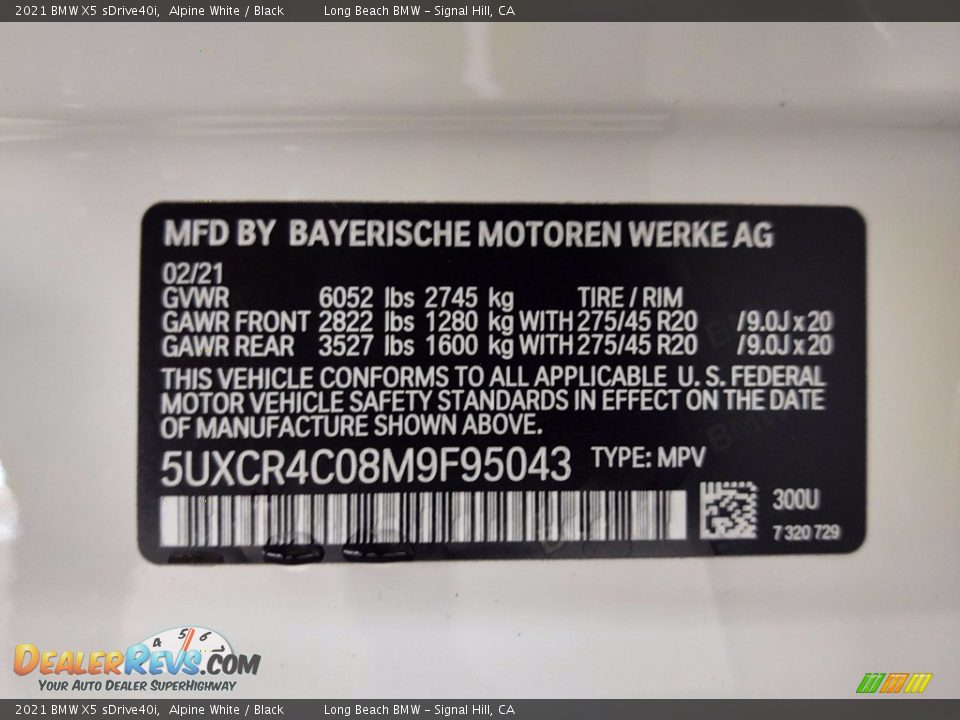 2021 BMW X5 sDrive40i, Alpine White / Black Long Beach BMW - Signal Hill, CA
MFD BY BAYERISCHE MOTOREN WERKE AG
02/21
GVWR 6052 lbs 2745 kg TIRE / RIM
GAWR FRONT 2822 lbs 1280 kg WITH 275/45 R20 /9.0J x 20
GAWR REAR 3527 lbs 1600 kg WITH 275/45 R20 /9.0J x 20
THIS VEHICLE CONFORMS TO ALL APPLICABLE U.S. FEDERAL
MOTOR VEHICLE SAFETY STANDARDS IN EFFECT ON THE DATE
OF MANUFACTURE SHOWN ABOVE.
5UXCR4C08M9F95043 TYPE: MPV
300U
7 320 729
4 5 6 7
DEALERREVS.COM
YOUR AUTO DEALER SUPERHIGHWAY
2021 BMW X5 sDrive40i, Alpine White / Black Long Beach BMW - Signal Hill, CA